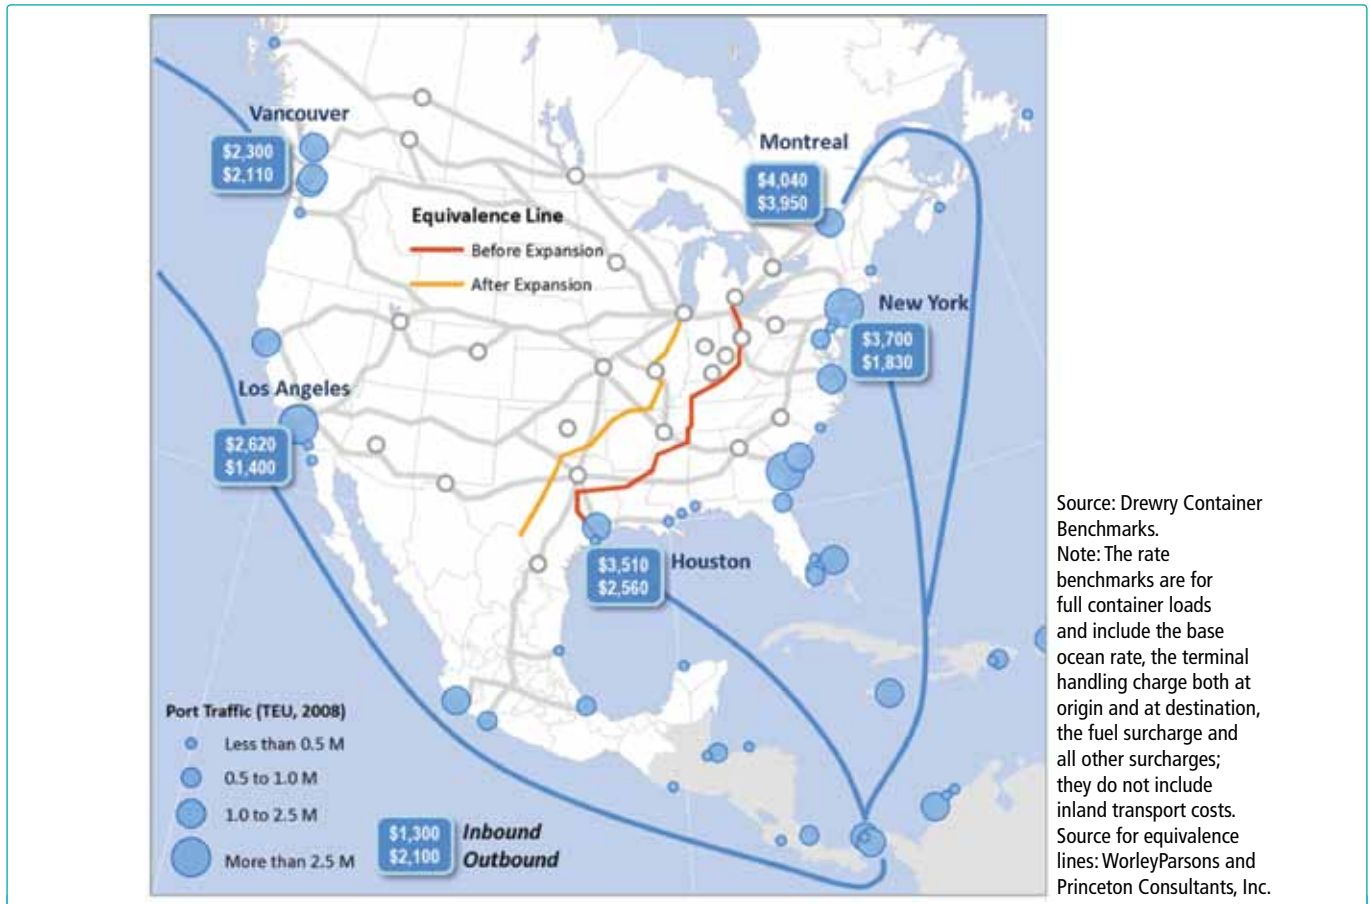 Vancouver
$2,300
$2,110
Montreal
$4,040
$3,950
Equivalence Line
Before Expansion
After Expansion
New York
$3,700
$1,830
Los Angeles
$2,620
$1,400
Houston
$3,510
$2,560
Port Traffic (TEU, 2008)
Less than 0.5 M
0.5 to 1.0 M
1.0 to 2.5 M
More than 2.5 M
$1,300
$2,100
Inbound
Outbound
Source: Drewry Container
Benchmarks.
Note: The rate
benchmarks are for
full container loads
and include the base
ocean rate, the terminal
handling charge both at
origin and at destination,
the fuel surcharge and
all other surcharges;
they do not include
inland transport costs.
Source for equivalence
lines: WorleyParsons and
Princeton Consultants, Inc.